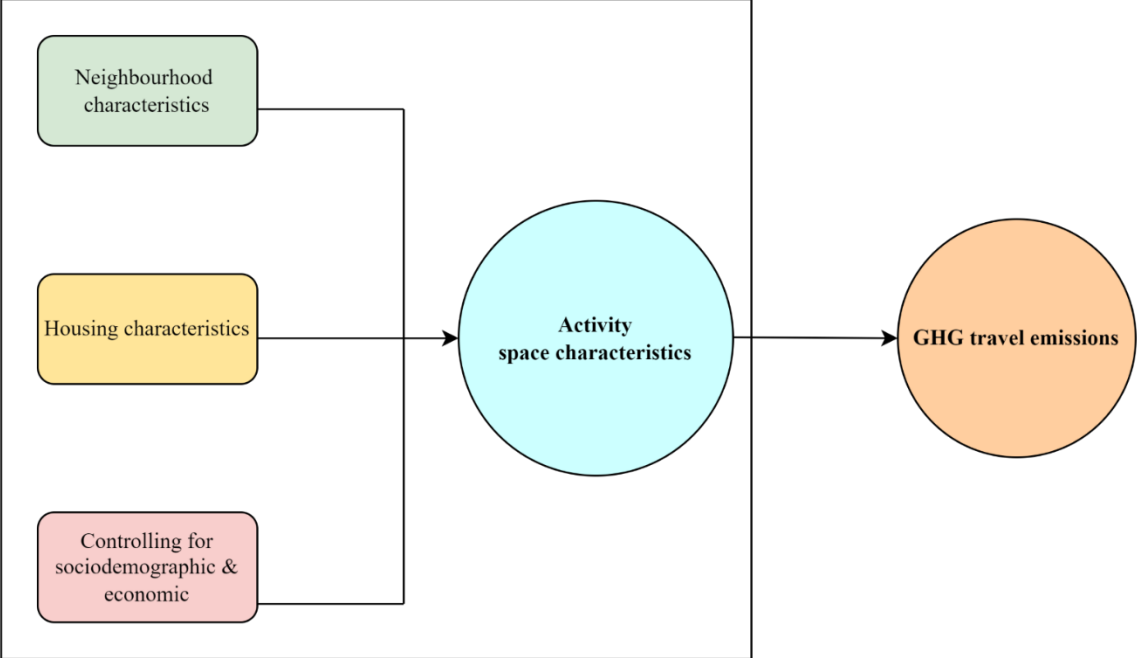 Neighbourhood
characteristics
Housing characteristics
Controlling for
sociodemographic &
economic
Activity
space characteristics
GHG travel emissions